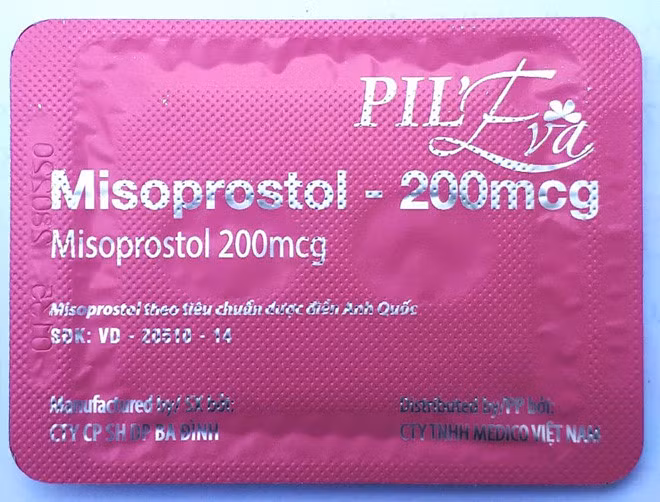 PIL'Eva
Misoprostol - 200mcg
Misoprostol 200mcg
Misoprostol theo tiêu chuẩn dược điển Anh Quốc
SĐK: VD - 20510 - 14
Manufactured by/ SX bởi:
CTY CP SH DP BA ĐÌNH
Distributed by/PP bởi:
CTY TNHH MEDICO VIỆT NAM